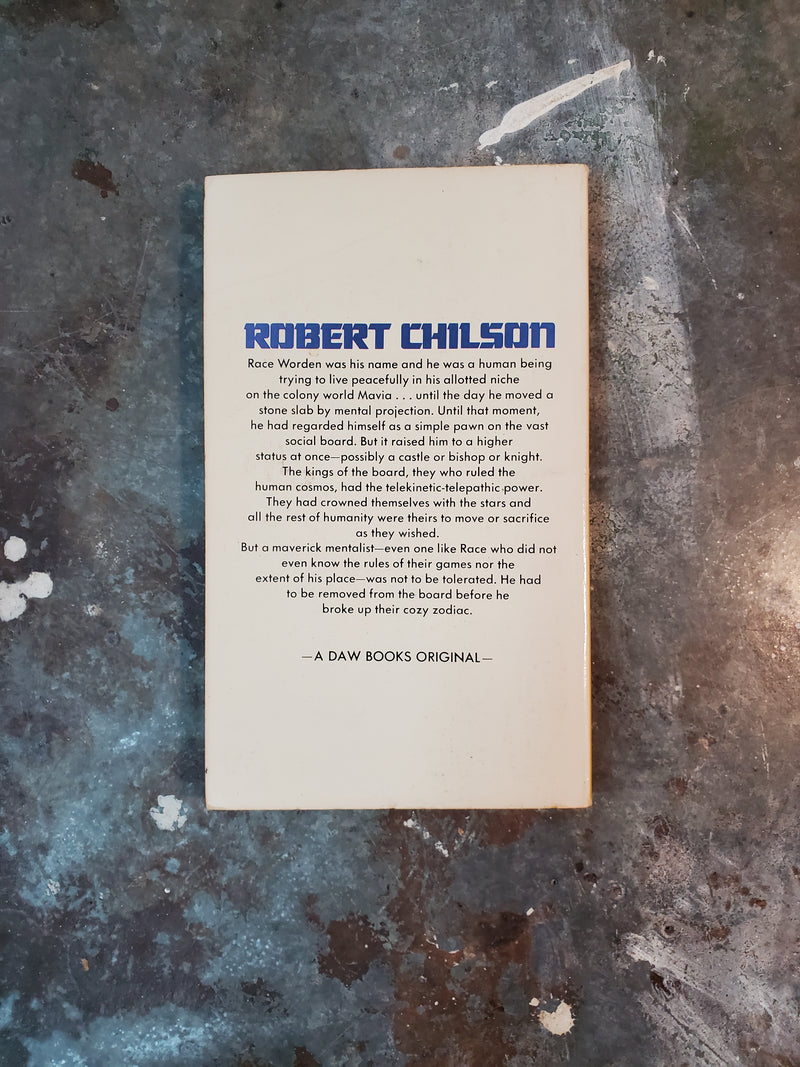 ROBERT CHILSON
Race Worden was his name and he was a human being
trying to live peacefully in his allotted niche
on the colony world Mavia . . . until the day he moved a
stone slab by mental projection. Until that moment,
he had regarded himself as a simple pawn on the vast
social board. But it raised him to a higher
status at once—possibly a castle or bishop or knight.
The kings of the board, they who ruled the
human cosmos, had the telekinetic-telepathic power.
They had crowned themselves with the stars and
all the rest of humanity were theirs to move or sacrifice
as they wished.
But a maverick mentalist—even one like Race who did not
even know the rules of their games nor the
extent of his place—was not to be tolerated. He had
to be removed from the board before he
broke up their cozy zodiac.
—A DAW BOOKS ORIGINAL—